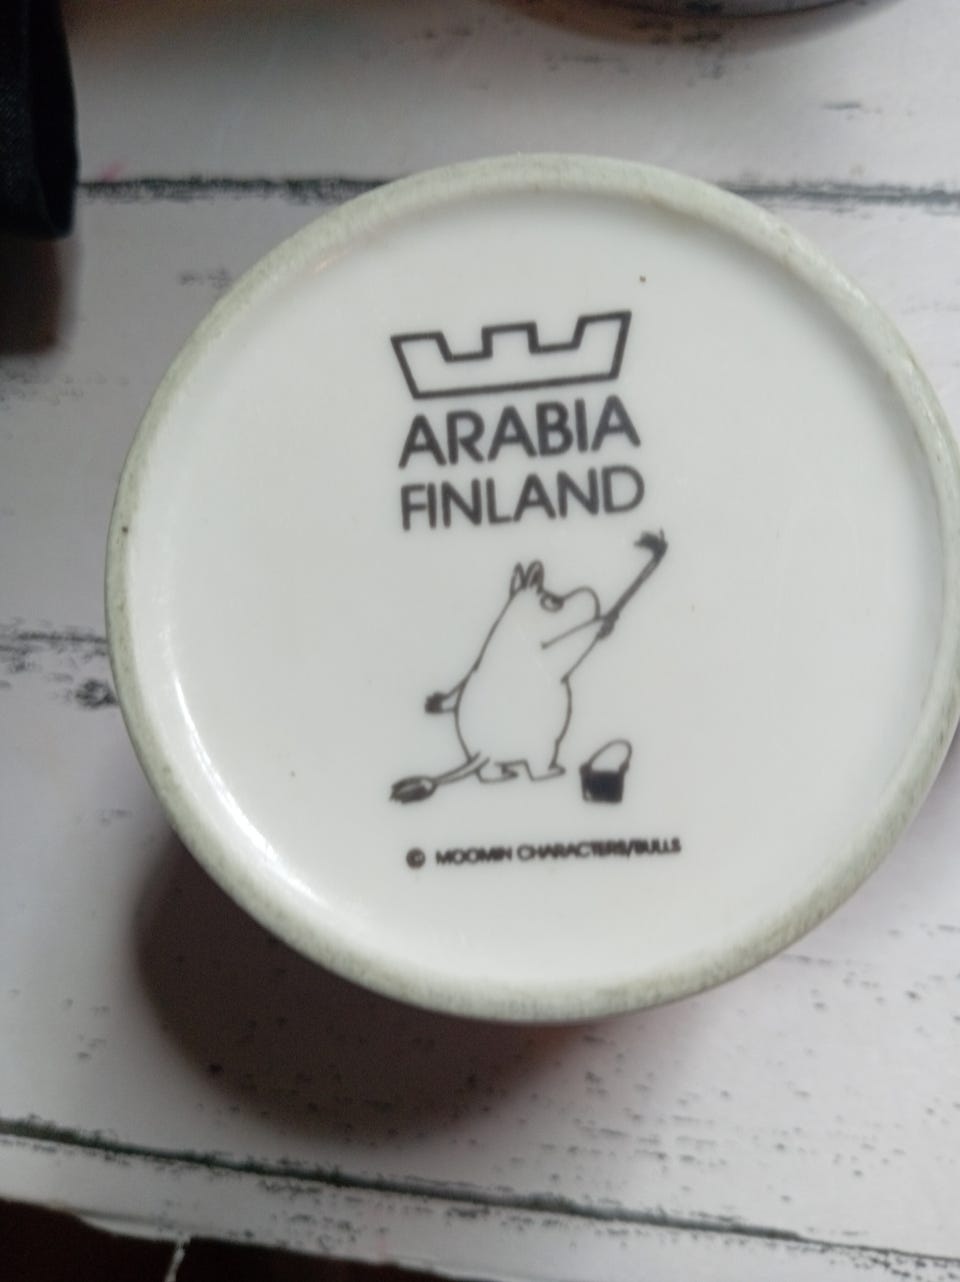 ARABIA
FINLAND
© MOOMIN CHARACTERS/BULLS